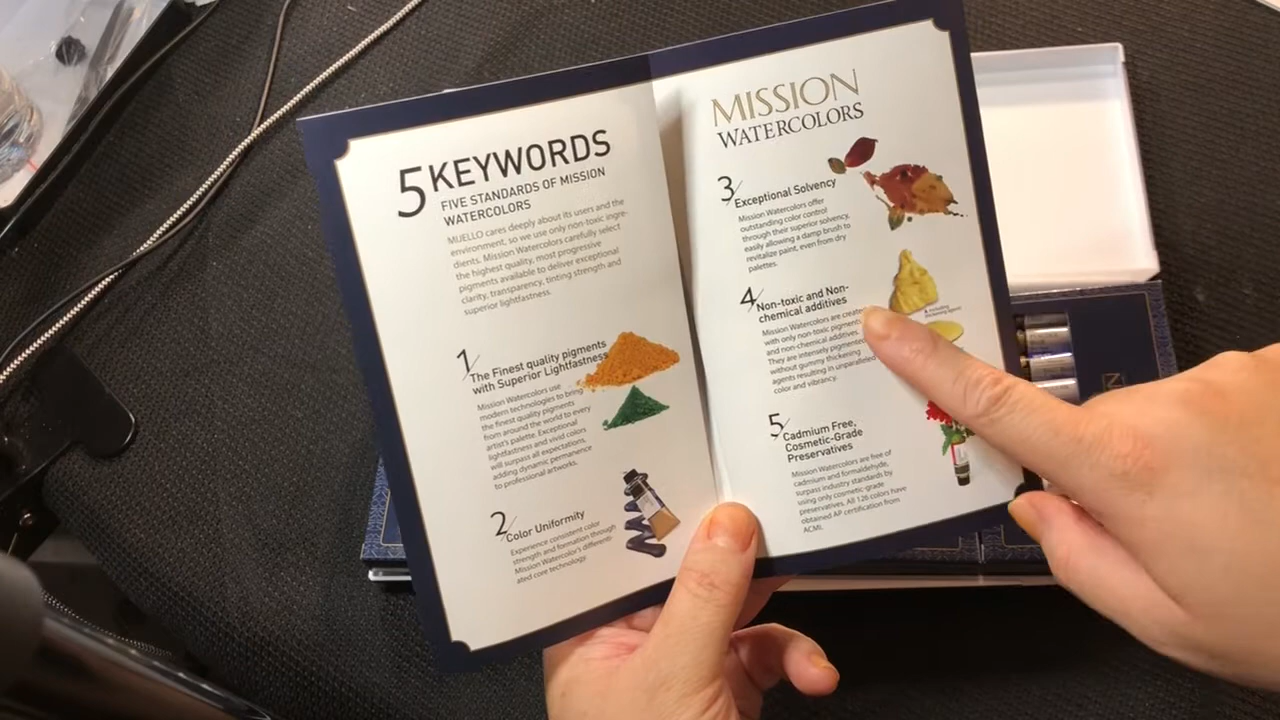 5 KEYWORDS
FIVE STANDARDS OF MISSION
WATERCOLORS
MIJELLO cares deeply about its users and the
environment, so we use only non-toxic ingre-
dients. Mission Watercolors carefully select
the highest quality, most progressive
pigments available to deliver exceptional
clarity, transparency, tinting strength and
superior lightfastness.
1/ The Finest quality pigments
with Superior Lightfastness
Mission Watercolors use
modern technologies to bring
the finest quality pigments
from around the world to every
artist's palette. Exceptional
lightfastness and vivid colors
will surpass all expectations,
adding dynamic permanence
to professional artworks.
2/ Color Uniformity
Experience consistent color
strength and formation through
Mission Watercolor's differenti-
ated core technology
MISSION
WATERCOLORS
3/ Exceptional Solvency
Mission Watercolors offer
outstanding color control
through their superior solvency,
easily allowing a damp brush to
revitalize paint, even from dry
palettes.
4/ Non-toxic and Non-
chemical additives
Mission Watercolors are created
with only non-toxic pigments
and non-chemical additives.
They are intensely pigmented
without gummy thickening
agents resulting in unparalleled
color and vibrancy.
thickening agent
5/ Cadmium Free,
Cosmetic-Grade
Preservatives
Mission Watercolors are free of
cadmium and formaldehyde,
surpass industry standards by
using only cosmetic-grade
preservatives. All 126 colors have
obtained AP certification from
ACMI.